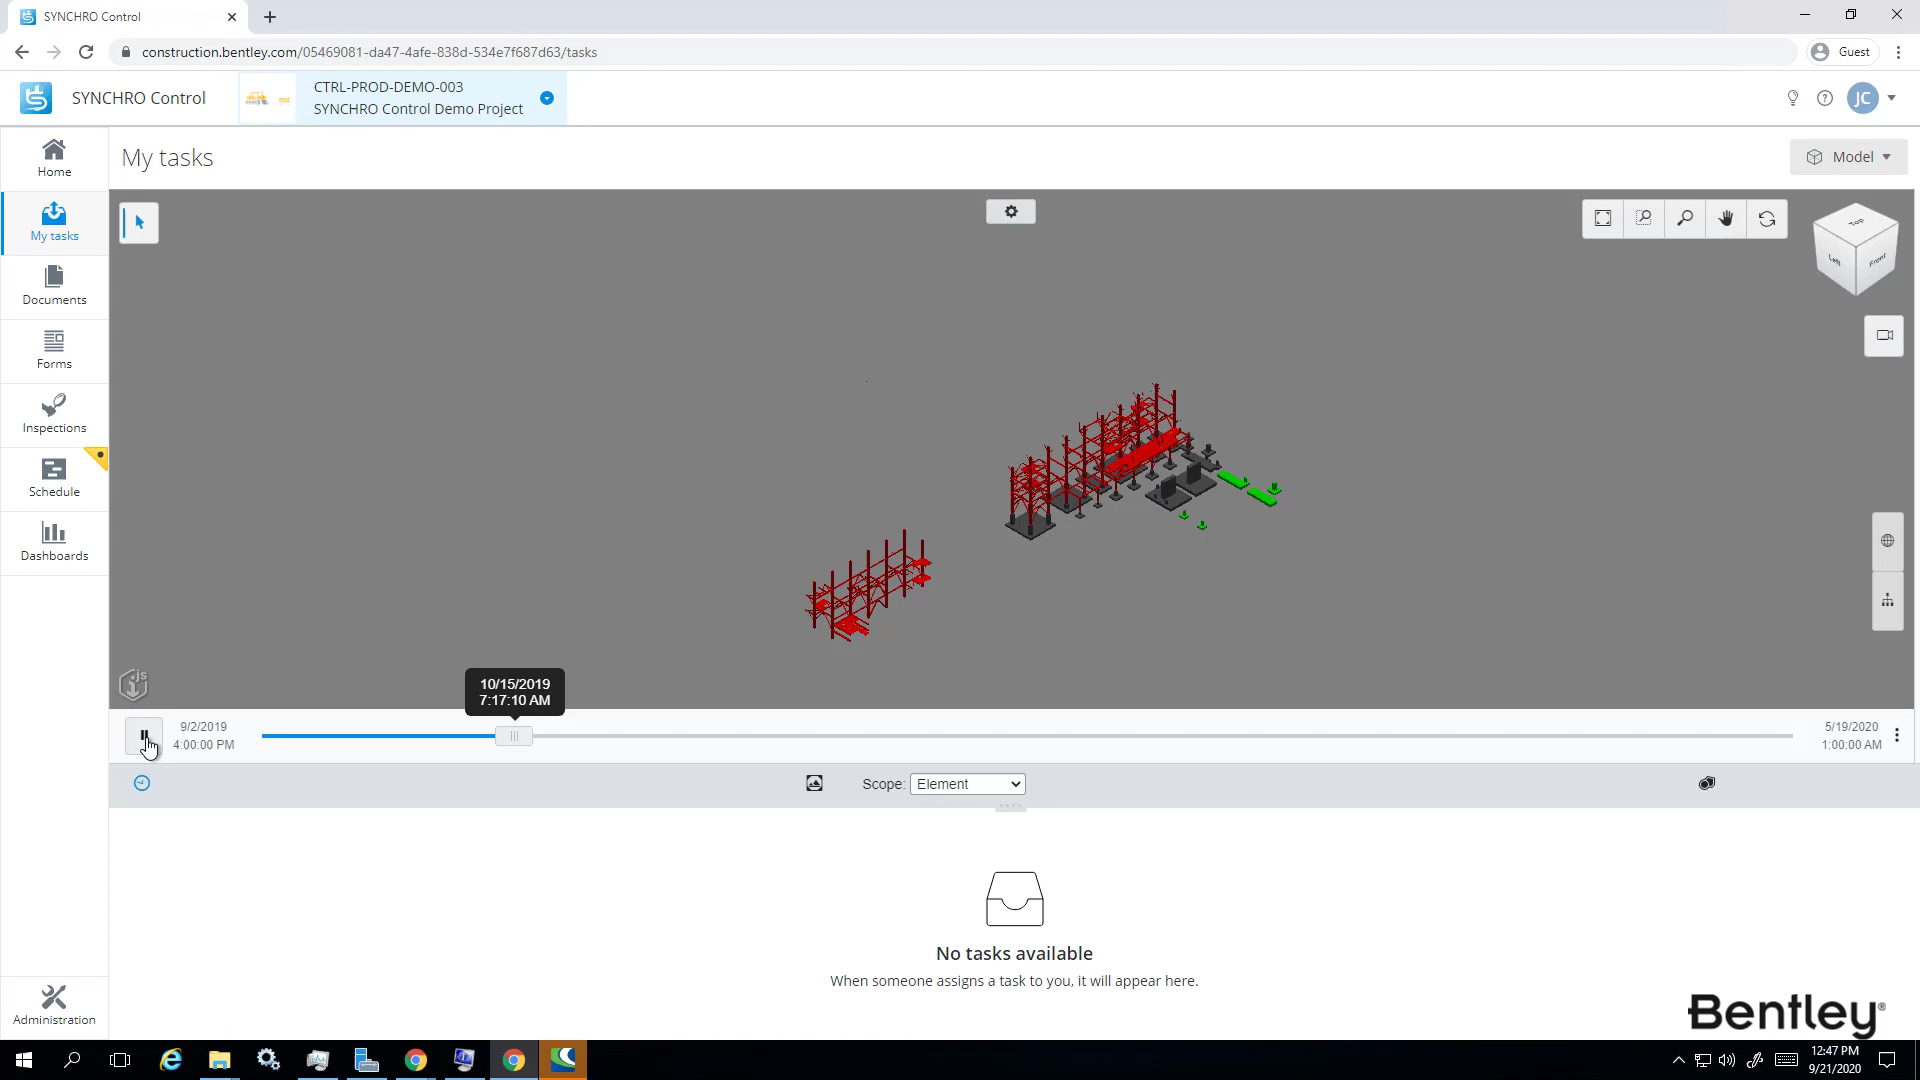 SYNCHRO Control
construction.bentley.com/05469081-da47-4afe-838d-534e7f687d63/tasks
Guest
SYNCHRO Control
CTRL-PROD-DEMO-003
SYNCHRO Control Demo Project
JC
Home
My tasks
Documents
Forms
Inspections
Schedule
Dashboards
Administration
My tasks
Model
Top
Left
Front
10/15/2019
7:17:10 AM
9/2/2019
4:00:00 PM
5/19/2020
1:00:00 AM
Scope: Element
No tasks available
When someone assigns a task to you, it will appear here.
Bentley®
12:47 PM
9/21/2020